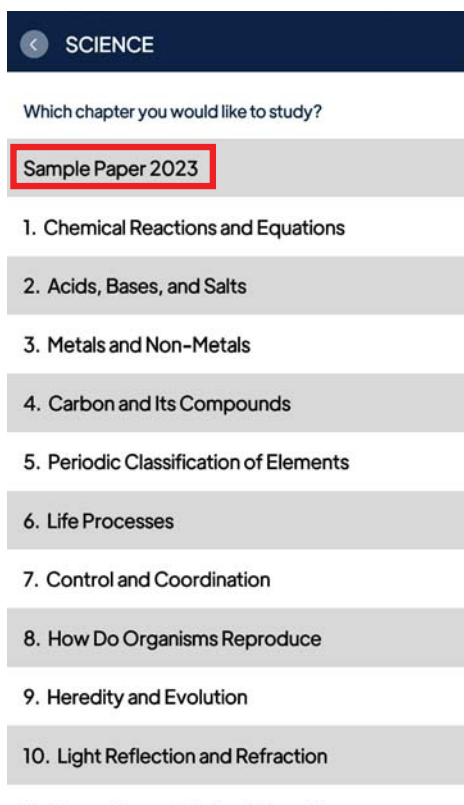 SCIENCE
Which chapter you would like to study?
Sample Paper 2023
1. Chemical Reactions and Equations
2. Acids, Bases, and Salts
3. Metals and Non-Metals
4. Carbon and Its Compounds
5. Periodic Classification of Elements
6. Life Processes
7. Control and Coordination
8. How Do Organisms Reproduce
9. Heredity and Evolution
10. Light Reflection and Refraction